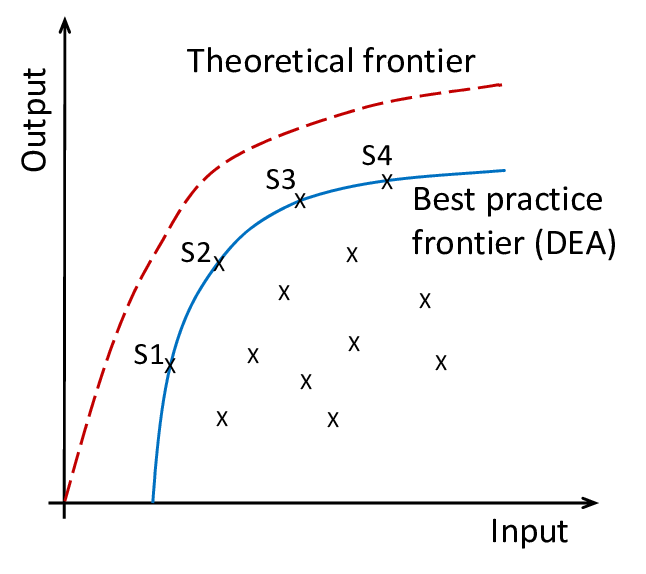 Theoretical frontier
Output
S4
S3
Best practice
frontier (DEA)
S2
x
x
x
x
x
S1
x
x
x
x
x
x
x
x
Input